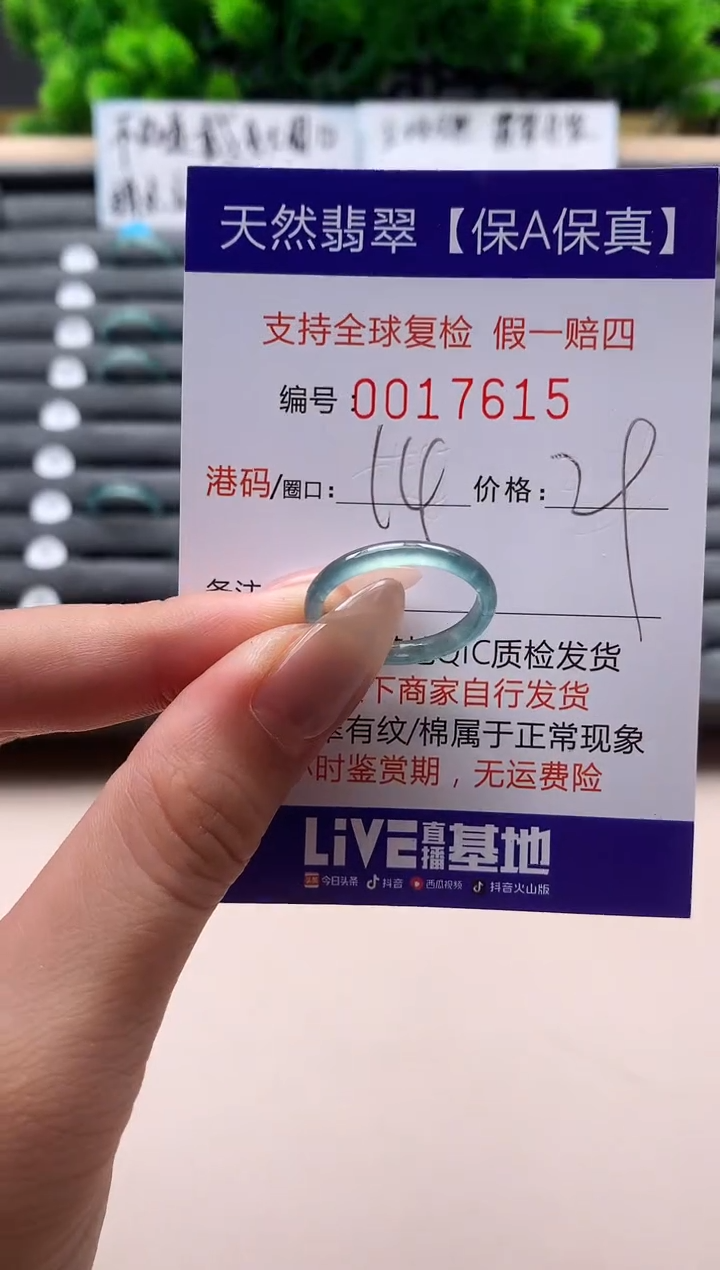 天然翡翠【保A保真】
支持全球复检 假一赔四
编号：0017615
港码/圈口：14 价格：29
备注
QIC质检发货
下商家自行发货
有纹/棉属于正常现象
小时鉴赏期，无运费险
LiVE直播基地
今日头条 抖音 西瓜视频 抖音火山版